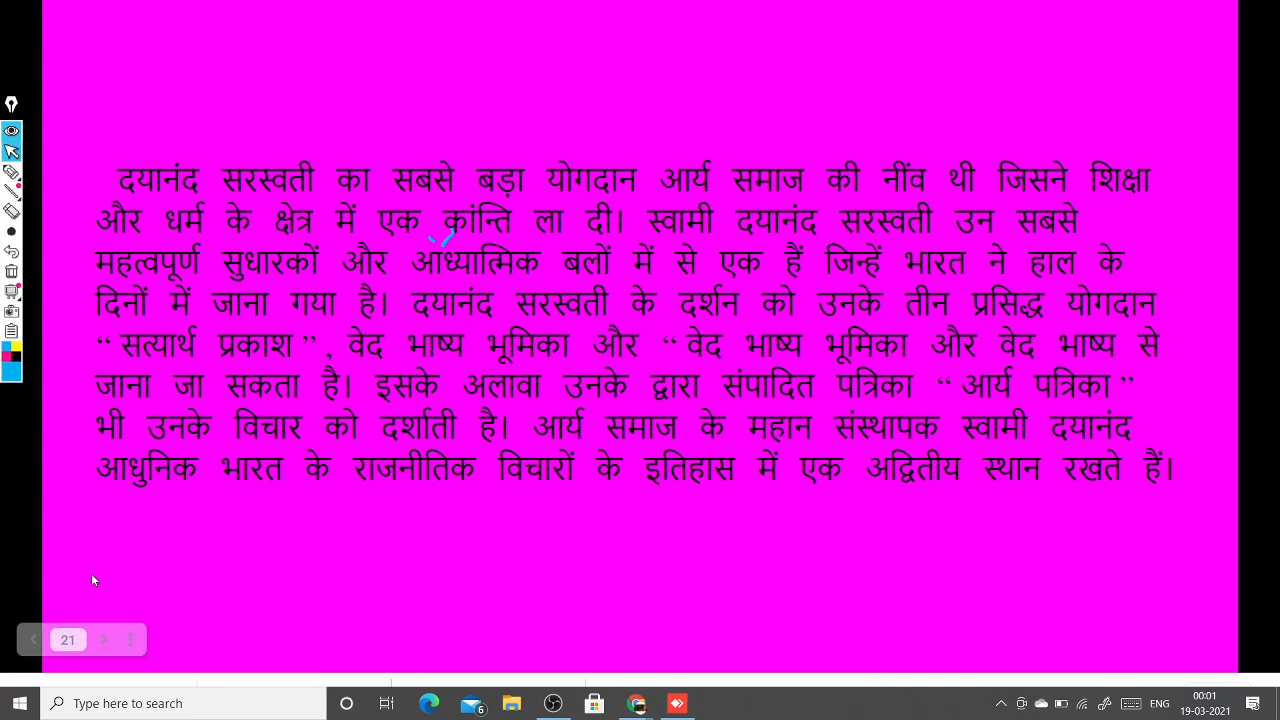 दयानंद सरस्वती का सबसे बड़ा योगदान आर्य समाज की नींव थी जिसने शिक्षा
और धर्म के क्षेत्र में एक क्रांन्ति ला दी। स्वामी दयानंद सरस्वती उन सबसे
महत्वपूर्ण सुधारकों और आध्यात्मिक बलों में से एक हैं जिन्हें भारत ने हाल के
दिनों में जाना गया है। दयानंद सरस्वती के दर्शन को उनके तीन प्रसिद्ध योगदान
“ सत्यार्थ प्रकाश ” , वेद भाष्य भूमिका और “ वेद भाष्य भूमिका और वेद भाष्य से
जाना जा सकता है। इसके अलावा उनके द्वारा संपादित पत्रिका “ आर्य पत्रिका ”
भी उनके विचार को दर्शाती है। आर्य समाज के महान संस्थापक स्वामी दयानंद
आधुनिक भारत के राजनीतिक विचारों के इतिहास में एक अद्वितीय स्थान रखते हैं।
21
Type here to search
6
ENG
00:01
19-03-2021